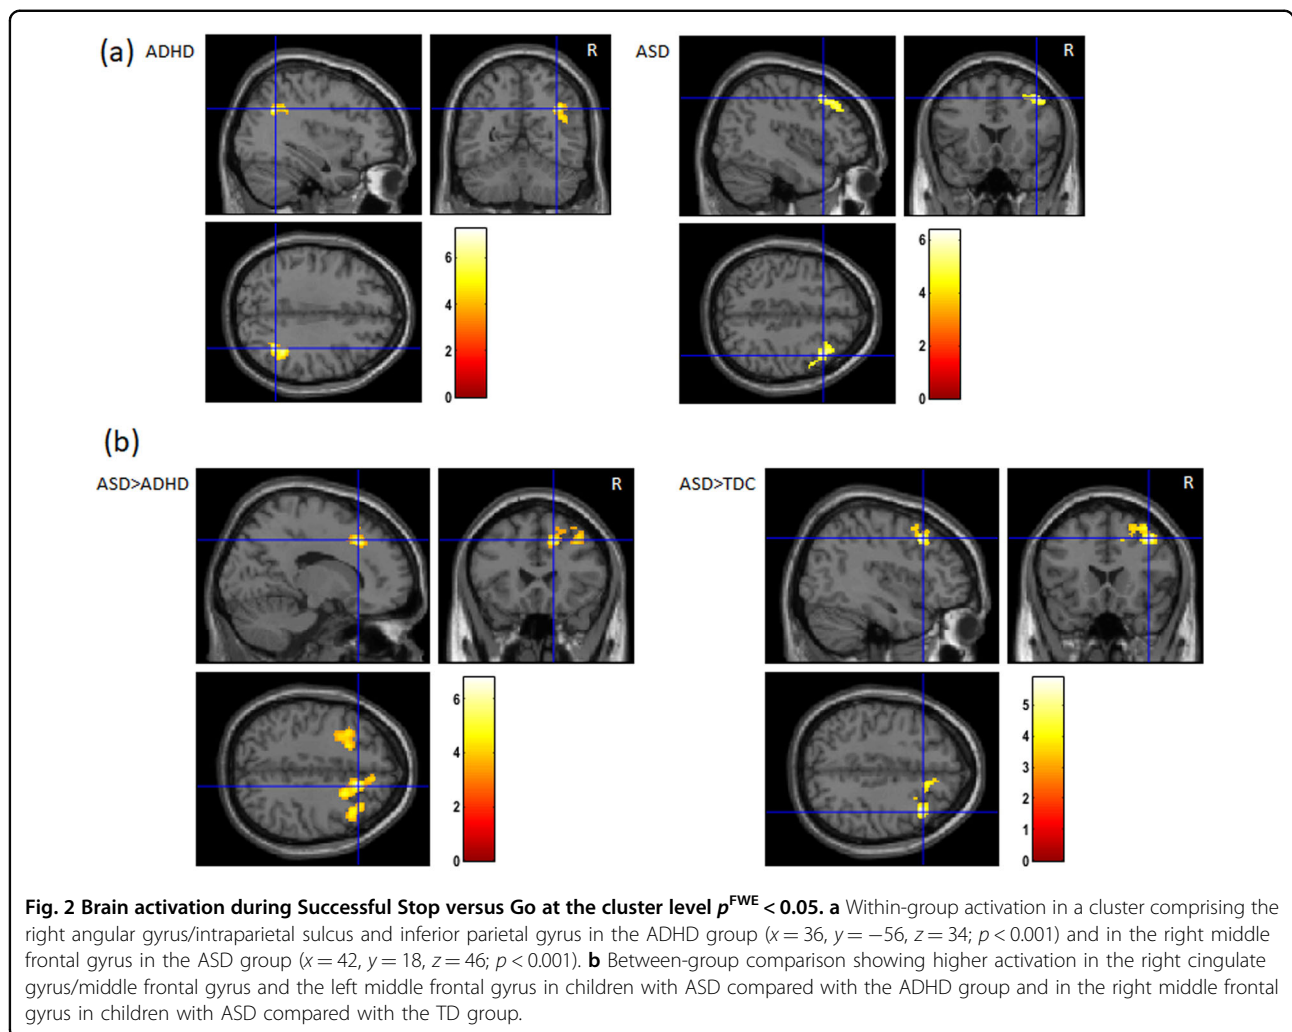 (a) ADHD
R
ASD
6
4
2
0
6
4
2
0
(b)
ASD>ADHD
R
ASD>TDC
R
6
4
2
0
5
4
3
2
1
0
Fig. 2 Brain activation during Successful Stop versus Go at the cluster level p^FWE < 0.05. a Within-group activation in a cluster comprising the
right angular gyrus/intraparietal sulcus and inferior parietal gyrus in the ADHD group (x = 36, y = −56, z = 34; p < 0.001) and in the right middle
frontal gyrus in the ASD group (x = 42, y = 18, z = 46; p < 0.001). b Between-group comparison showing higher activation in the right cingulate
gyrus/middle frontal gyrus and the left middle frontal gyrus in children with ASD compared with the ADHD group and in the right middle frontal
gyrus in children with ASD compared with the TD group.